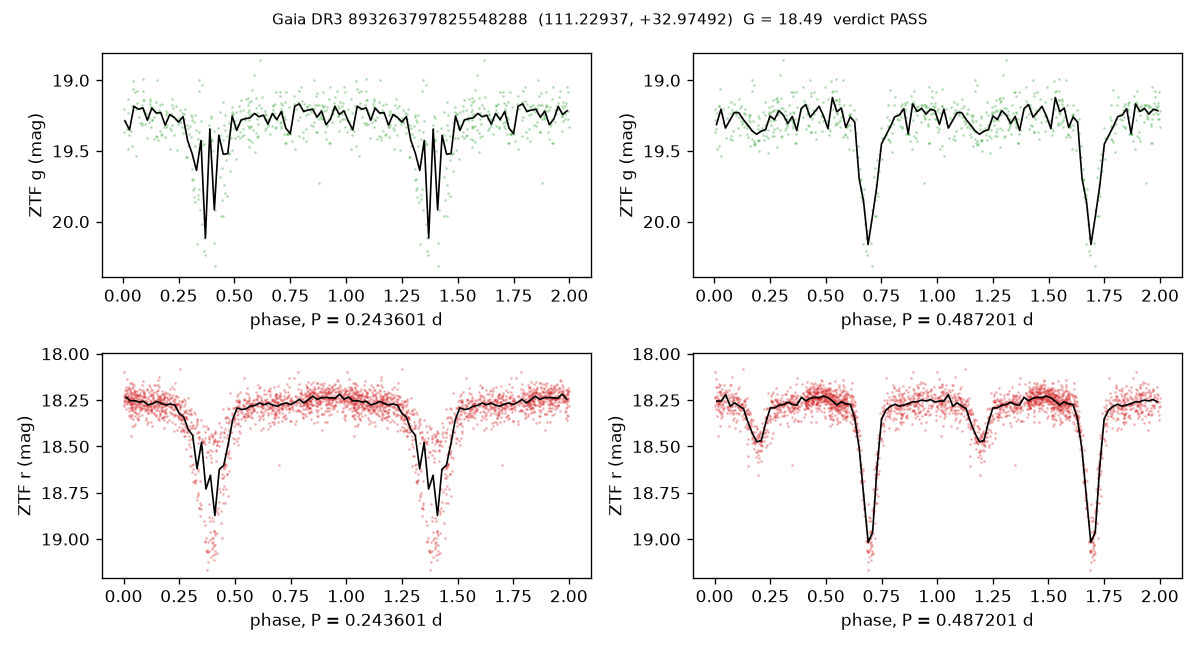 Gaia DR3 893263797825548288  (111.22937, +32.97492)  G = 18.49  verdict PASS
ZTF g (mag)
19.0
19.5
20.0
0.00 0.25 0.50 0.75 1.00 1.25 1.50 1.75 2.00
phase, P = 0.243601 d
ZTF g (mag)
19.0
19.5
20.0
0.00 0.25 0.50 0.75 1.00 1.25 1.50 1.75 2.00
phase, P = 0.487201 d
ZTF r (mag)
18.00
18.25
18.50
18.75
19.00
0.00 0.25 0.50 0.75 1.00 1.25 1.50 1.75 2.00
phase, P = 0.243601 d
ZTF r (mag)
18.00
18.25
18.50
18.75
19.00
0.00 0.25 0.50 0.75 1.00 1.25 1.50 1.75 2.00
phase, P = 0.487201 d